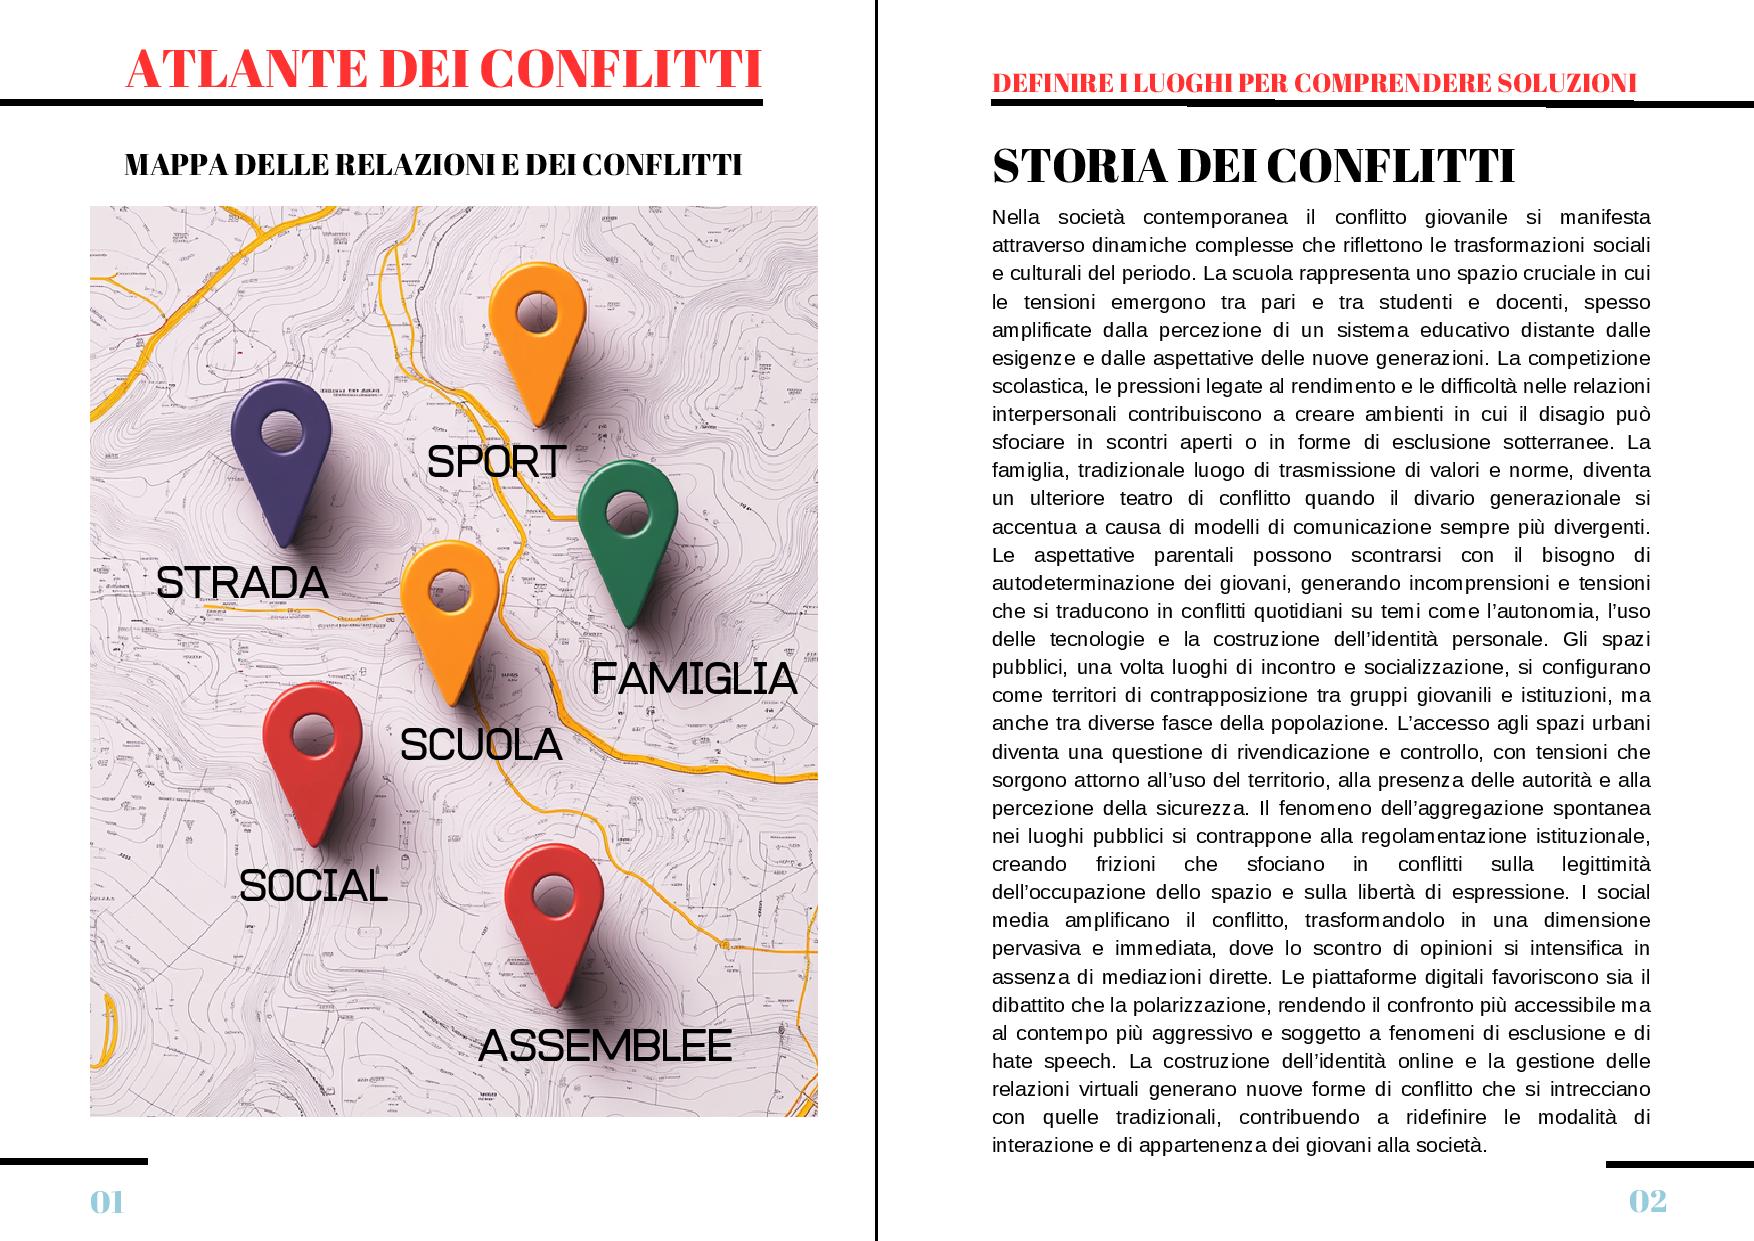 ATLANTE DEI CONFLITTI
MAPPA DELLE RELAZIONI E DEI CONFLITTI
SPORT
STRADA
FAMIGLIA
SCUOLA
SOCIAL
ASSEMBLEE
01
DEFINIRE I LUOGHI PER COMPRENDERE SOLUZIONI
STORIA DEI CONFLITTI
Nella società contemporanea il conflitto giovanile si manifesta
attraverso dinamiche complesse che riflettono le trasformazioni sociali
e culturali del periodo. La scuola rappresenta uno spazio cruciale in cui
le tensioni emergono tra pari e tra studenti e docenti, spesso
amplificate dalla percezione di un sistema educativo distante dalle
esigenze e dalle aspettative delle nuove generazioni. La competizione
scolastica, le pressioni legate al rendimento e le difficoltà nelle relazioni
interpersonali contribuiscono a creare ambienti in cui il disagio può
sfociare in scontri aperti o in forme di esclusione sotterranee. La
famiglia, tradizionale luogo di trasmissione di valori e norme, diventa
un ulteriore teatro di conflitto quando il divario generazionale si
accentua a causa di modelli di comunicazione sempre più divergenti.
Le aspettative parentali possono scontrarsi con il bisogno di
autodeterminazione dei giovani, generando incomprensioni e tensioni
che si traducono in conflitti quotidiani su temi come l’autonomia, l’uso
delle tecnologie e la costruzione dell’identità personale. Gli spazi
pubblici, una volta luoghi di incontro e socializzazione, si configurano
come territori di contrapposizione tra gruppi giovanili e istituzioni, ma
anche tra diverse fasce della popolazione. L’accesso agli spazi urbani
diventa una questione di rivendicazione e controllo, con tensioni che
sorgono attorno all’uso del territorio, alla presenza delle autorità e alla
percezione della sicurezza. Il fenomeno dell’aggregazione spontanea
nei luoghi pubblici si contrappone alla regolamentazione istituzionale,
creando frizioni che sfociano in conflitti sulla legittimità
dell’occupazione dello spazio e sulla libertà di espressione. I social
media amplificano il conflitto, trasformandolo in una dimensione
pervasiva e immediata, dove lo scontro di opinioni si intensifica in
assenza di mediazioni dirette. Le piattaforme digitali favoriscono sia il
dibattito che la polarizzazione, rendendo il confronto più accessibile ma
al contempo più aggressivo e soggetto a fenomeni di esclusione e di
hate speech. La costruzione dell’identità online e la gestione delle
relazioni virtuali generano nuove forme di conflitto che si intrecciano
con quelle tradizionali, contribuendo a ridefinire le modalità di
interazione e di appartenenza dei giovani alla società.
02